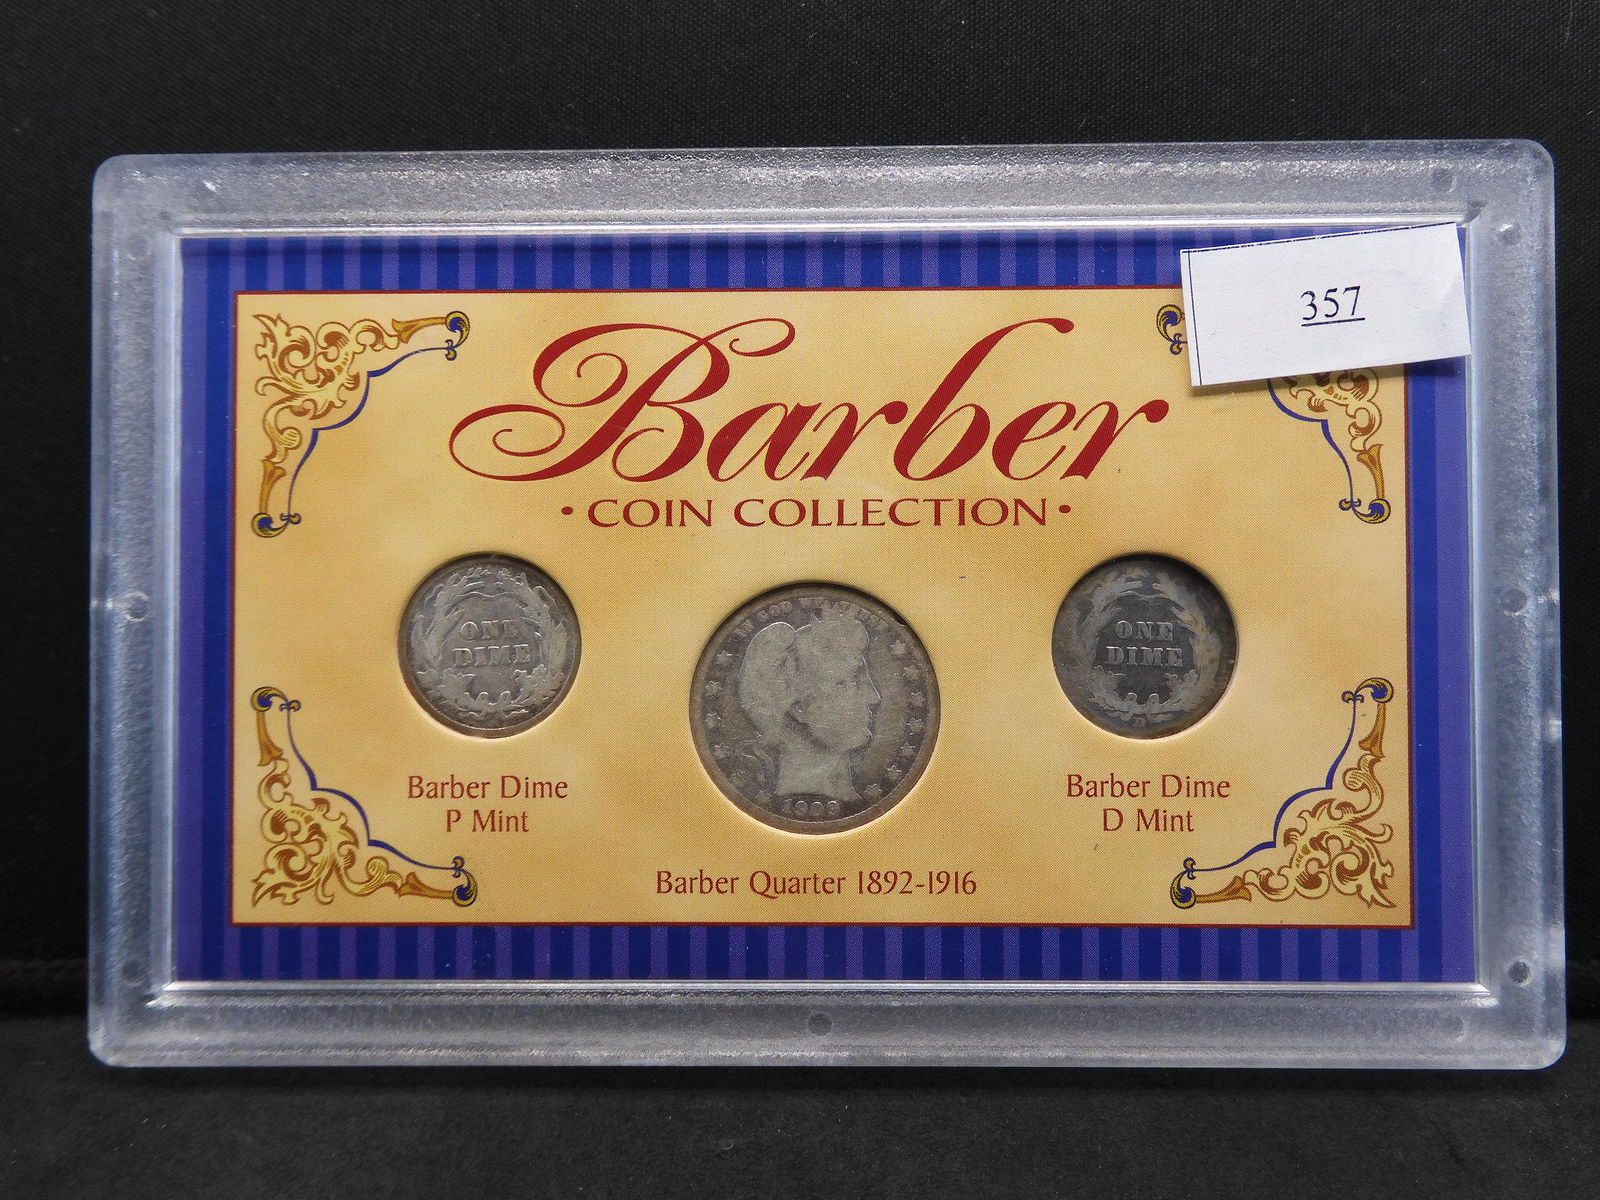 357
Barber
• COIN COLLECTION •
ONE
DIME
IN GOD WE TRUST
1909
ONE
DIME
D
Barber Dime
P Mint
Barber Quarter 1892-1916
Barber Dime
D Mint